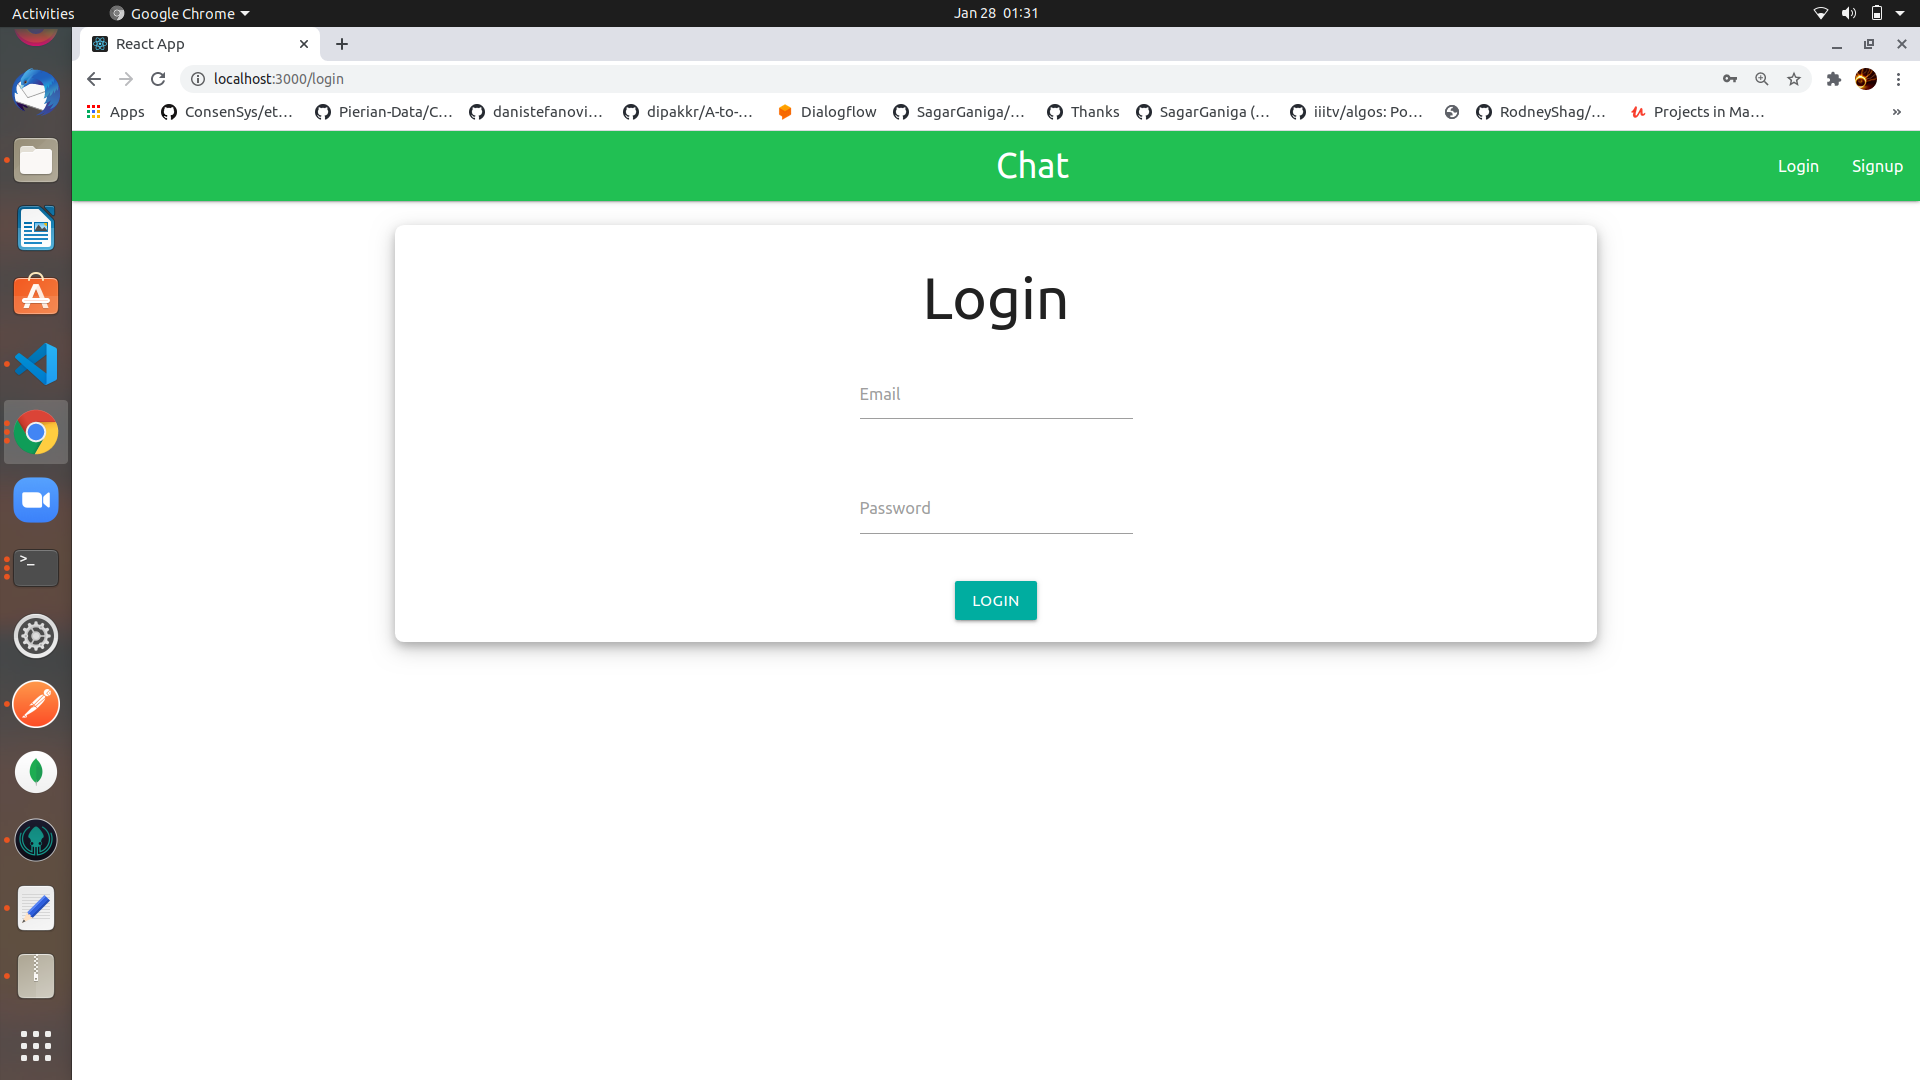 Activities Google Chrome Jan 28 01:31
React App
localhost:3000/login
Apps ConsenSys/et... Pierian-Data/C... danistefanovi... dipakkr/A-to-... Dialogflow SagarGaniga/... Thanks SagarGaniga (... iiitv/algos: Po... RodneyShag/... Projects in Ma... »
Chat Login Signup
Login
Email
Password
LOGIN
>_